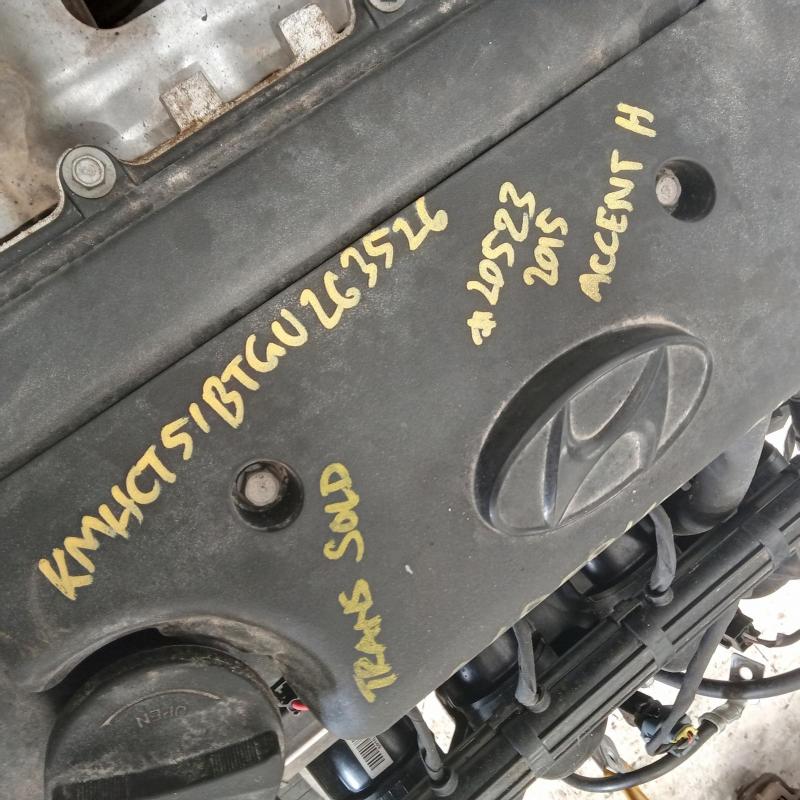 KMHCT51BTGU263526
#20523
2015
ACCENT H
TRANS SOLD
OPEN